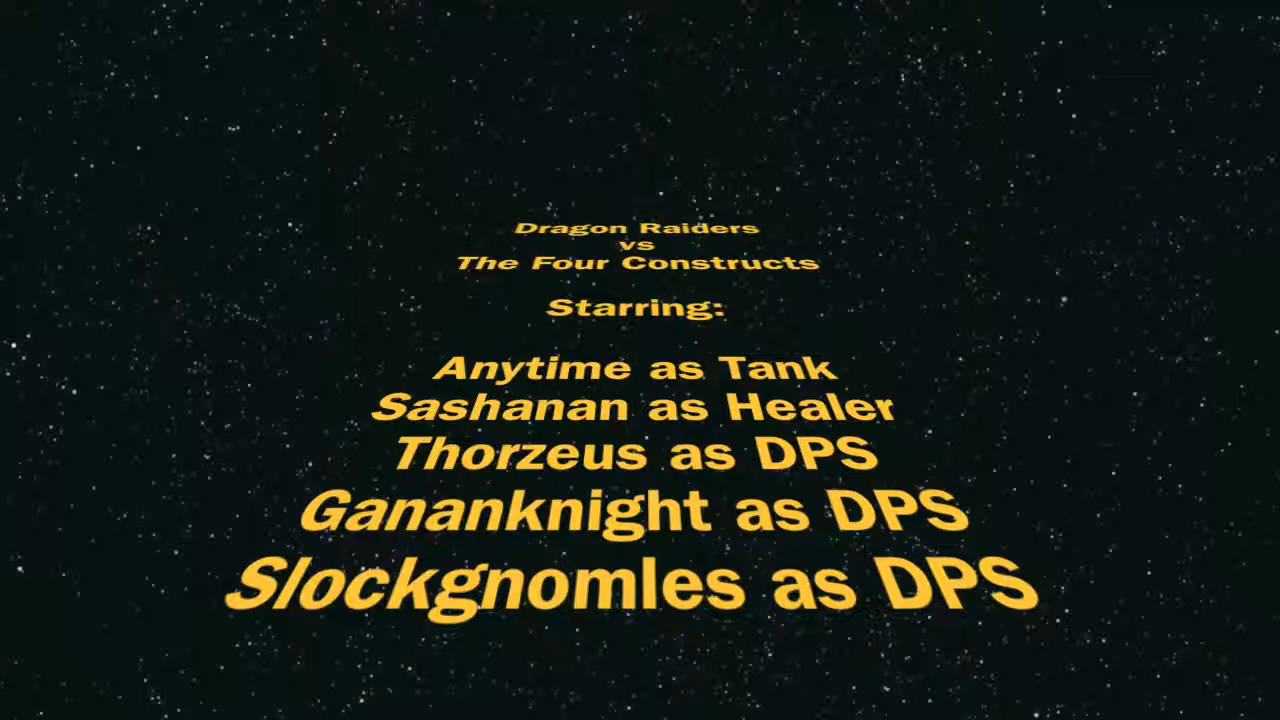 Dragon Raiders
vs
The Four Constructs
Starring:
Anytime as Tank
Sashanan as Healer
Thorzeus as DPS
Gananknight as DPS
Slockgnomles as DPS